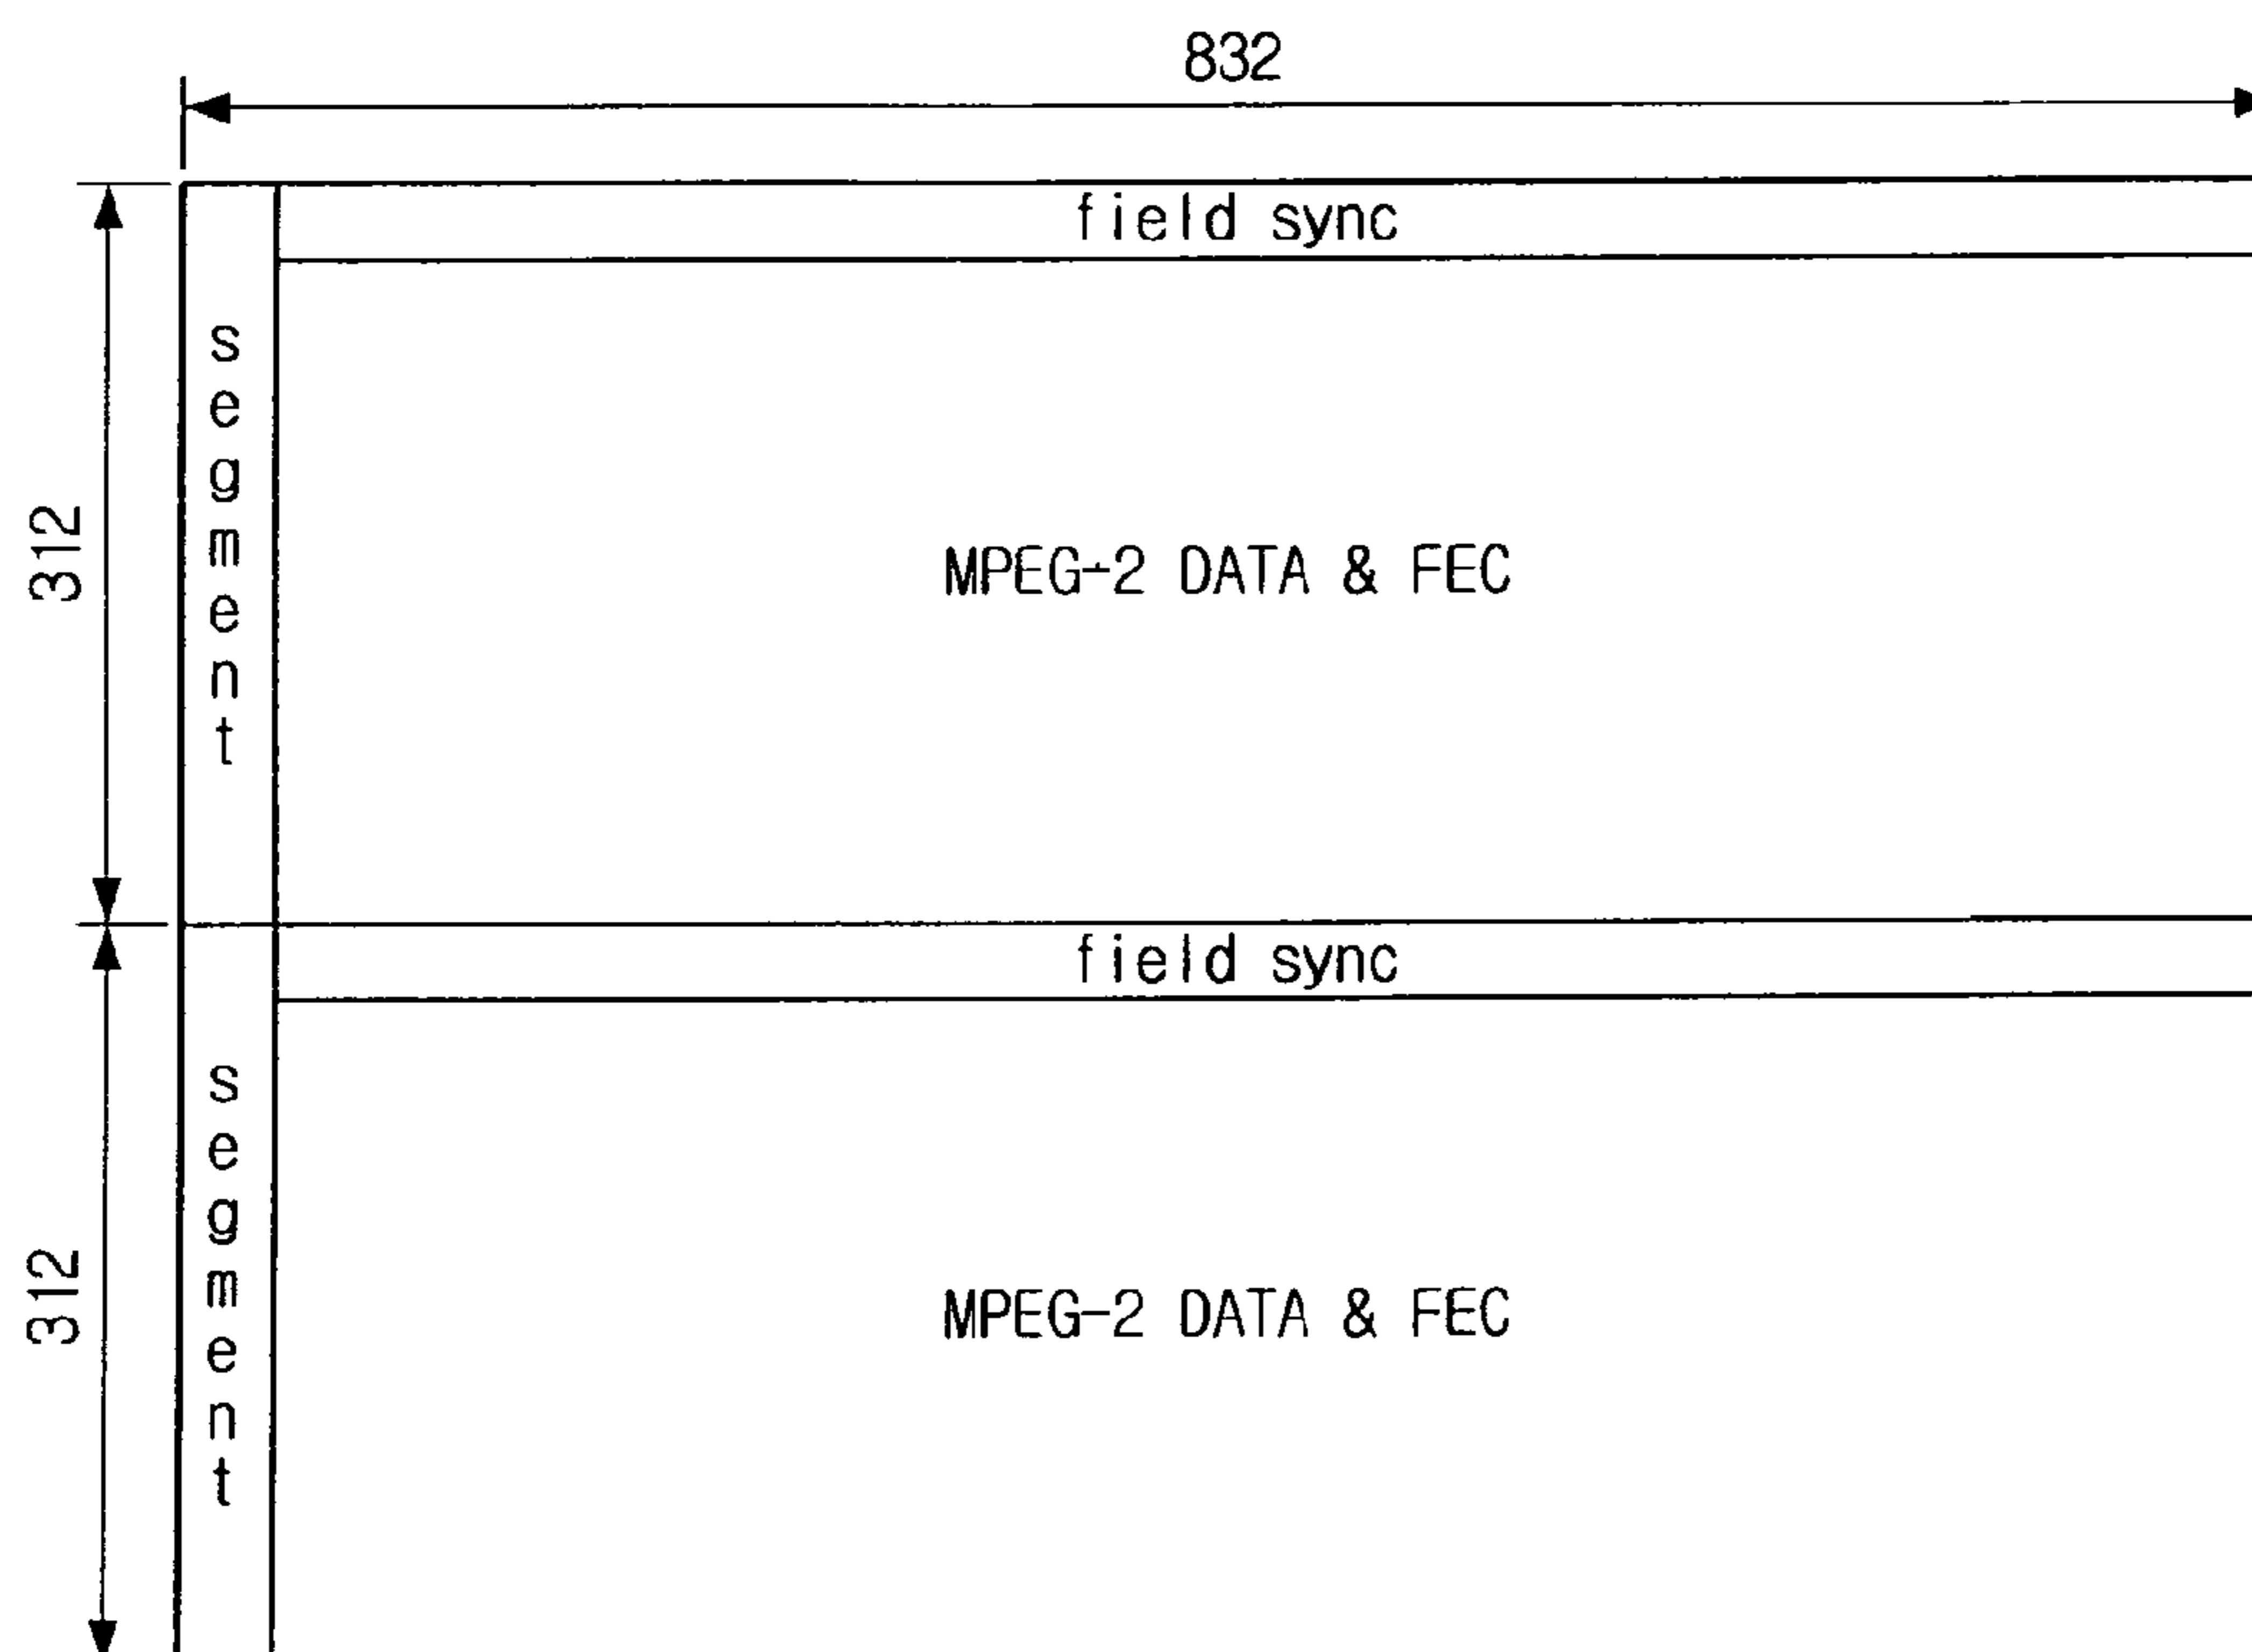 832
field sync
segment
312
MPEG-2 DATA & FEC
field sync
segment
312
MPEG-2 DATA & FEC